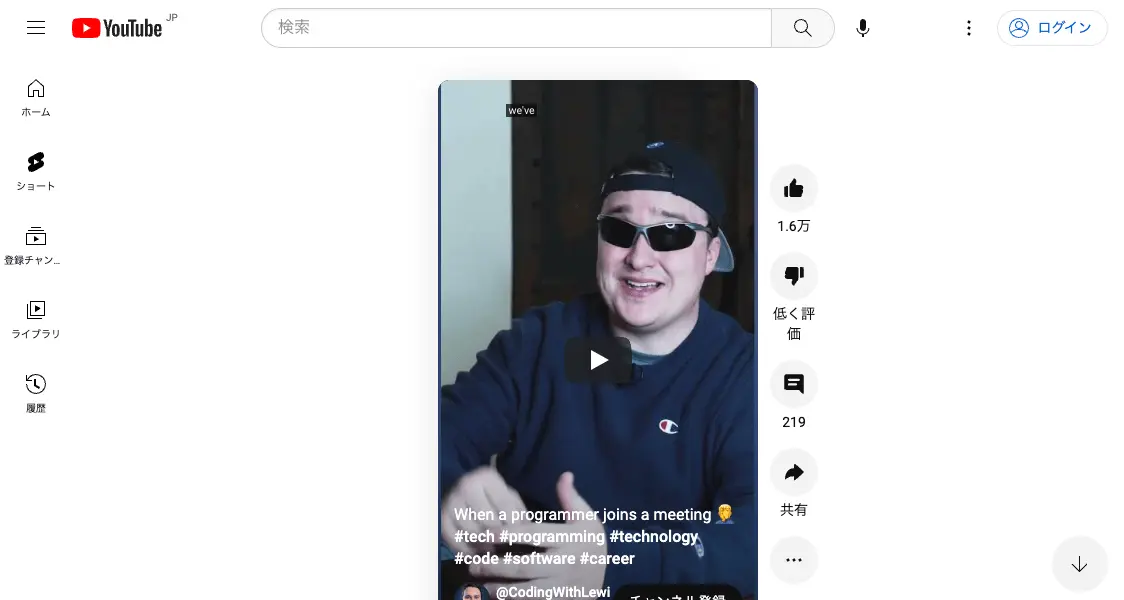 YouTube JP
検索
ログイン
ホーム
ショート
登録チャン...
ライブラリ
履歴
we've
When a programmer joins a meeting 🤦
#tech #programming #technology
#code #software #career
@CodingWithLewi
チャンネル登録
1.6万
低く評
価
219
共有